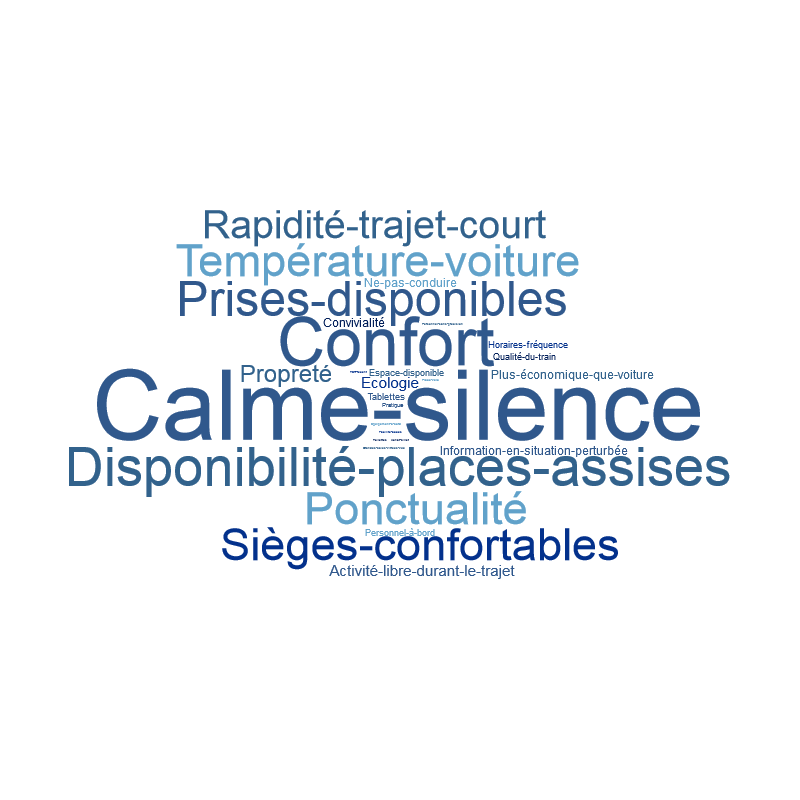 Rapidité-trajet-court
Température-voiture
Ne-pas-conduire
Prises-disponibles
Convivialité
Confort
Horaires-fréquence
Qualité-du-train
Propreté
Espace-disponible
Plus-économique-que-voiture
Ecologie
Tablettes
Pratique
Calme-silence
Information-en-situation-perturbée
Disponibilité-places-assises
Ponctualité
Personnel-à-bord
Sièges-confortables
Activité-libre-durant-le-trajet